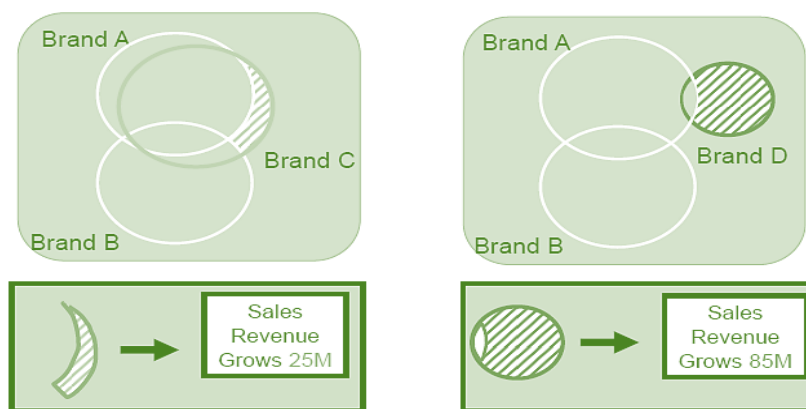 Brand A
Brand C
Brand B
Sales
Revenue
Grows 25M
Brand A
Brand D
Brand B
Sales
Revenue
Grows 85M